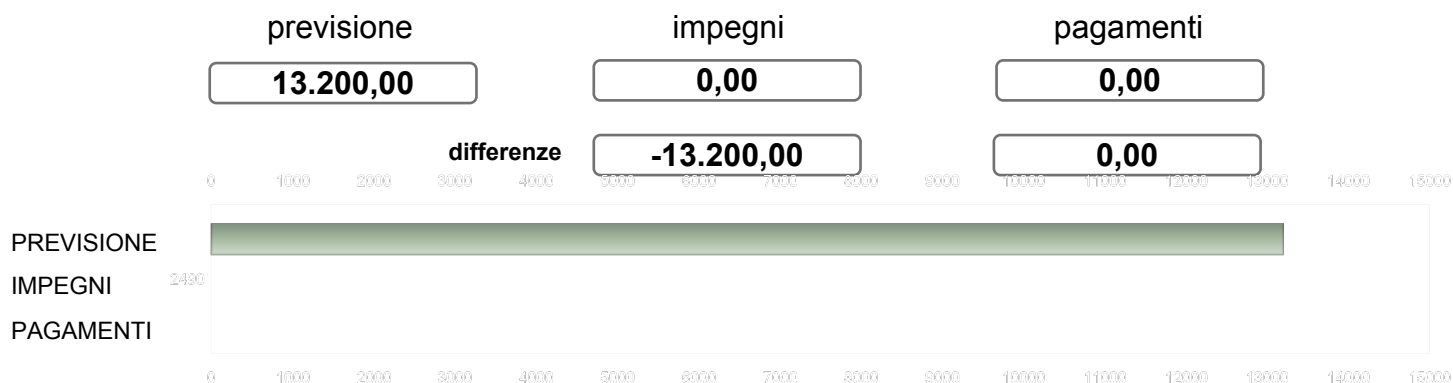 previsione impegni pagamenti
13.200,00 0,00 0,00
differenze -13.200,00 0,00
0 1000 2000 3000 4000 5000 6000 7000 8000 9000 10000 11000 12000 13000 14000 15000
PREVISIONE
2490
IMPEGNI
PAGAMENTI
0 1000 2000 3000 4000 5000 6000 7000 8000 9000 10000 11000 12000 13000 14000 15000